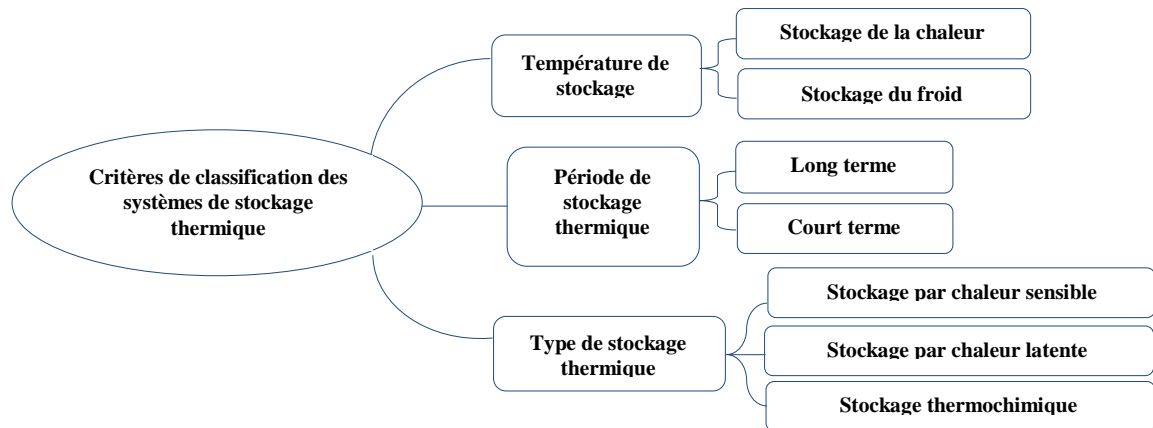 Critères de classification des
systèmes de stockage
thermique
Température de
stockage
Stockage de la chaleur
Stockage du froid
Période de
stockage
thermique
Long terme
Court terme
Type de stockage
thermique
Stockage par chaleur sensible
Stockage par chaleur latente
Stockage thermochimique